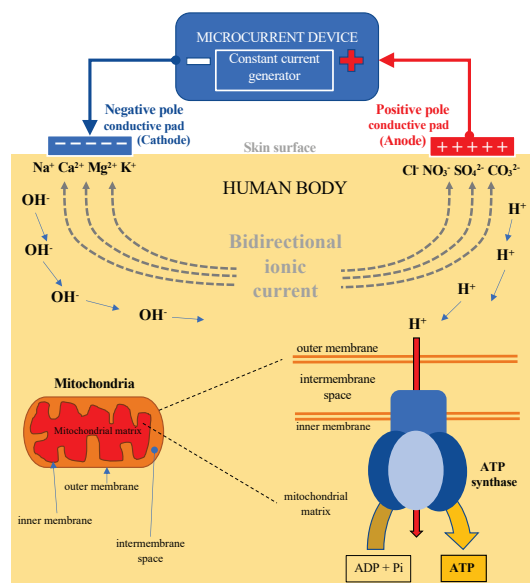 MICROCURRENT DEVICE
Constant current
generator
Negative pole
conductive pad
(Cathode)
Positive pole
conductive pad
(Anode)
Skin surface
+ + + + +
Na⁺ Ca²⁺ Mg²⁺ K⁺
Cl⁻ NO₃⁻ SO₄²⁻ CO₃²⁻
HUMAN BODY
OH⁻
OH⁻
OH⁻
OH⁻
H⁺
H⁺
H⁺
H⁺
Bidirectional
ionic
current
outer membrane
intermembrane
space
inner membrane
Mitochondria
Mitochondrial matrix
outer membrane
inner membrane
intermembrane
space
mitochondrial
matrix
ATP
synthase
ADP + Pi
ATP